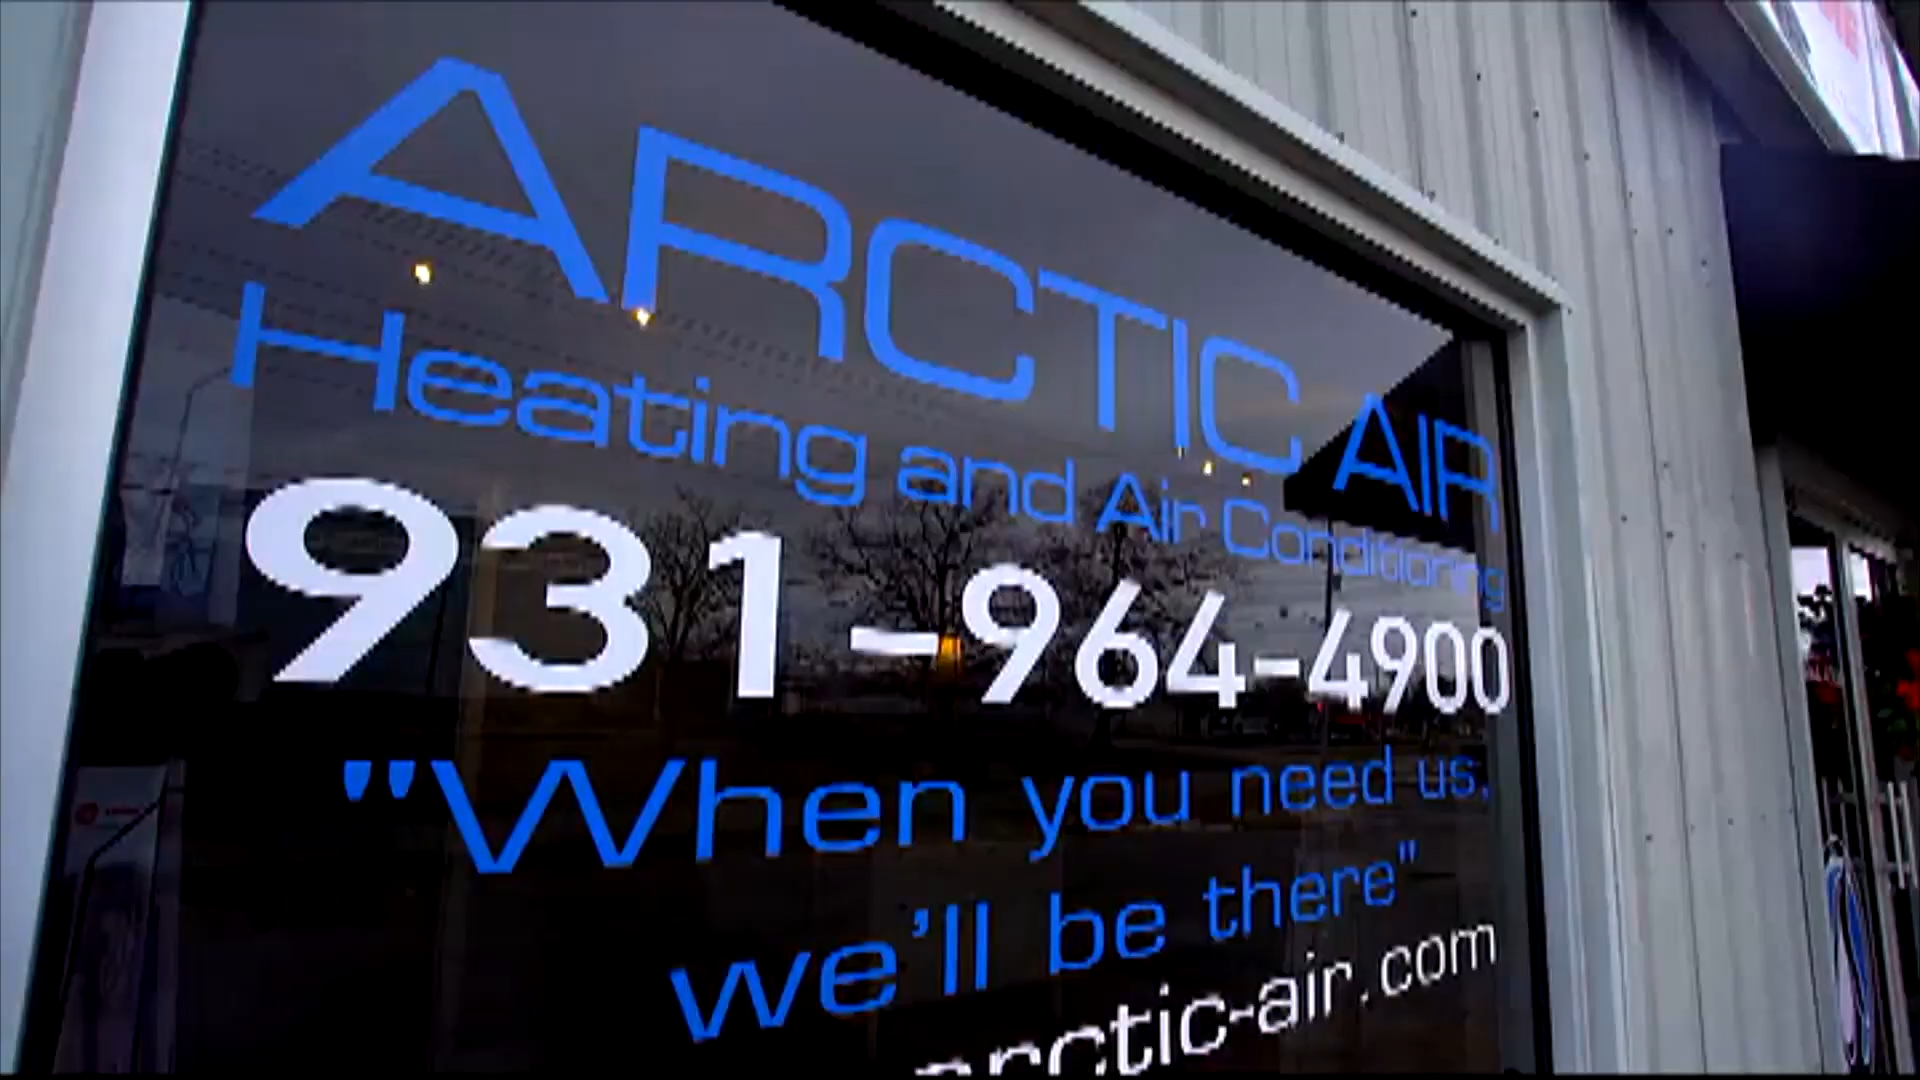 ARCTIC AIR
Heating and Air Conditioning
931-964-4900
"When you need us,
we'll be there"
arctic-air.com